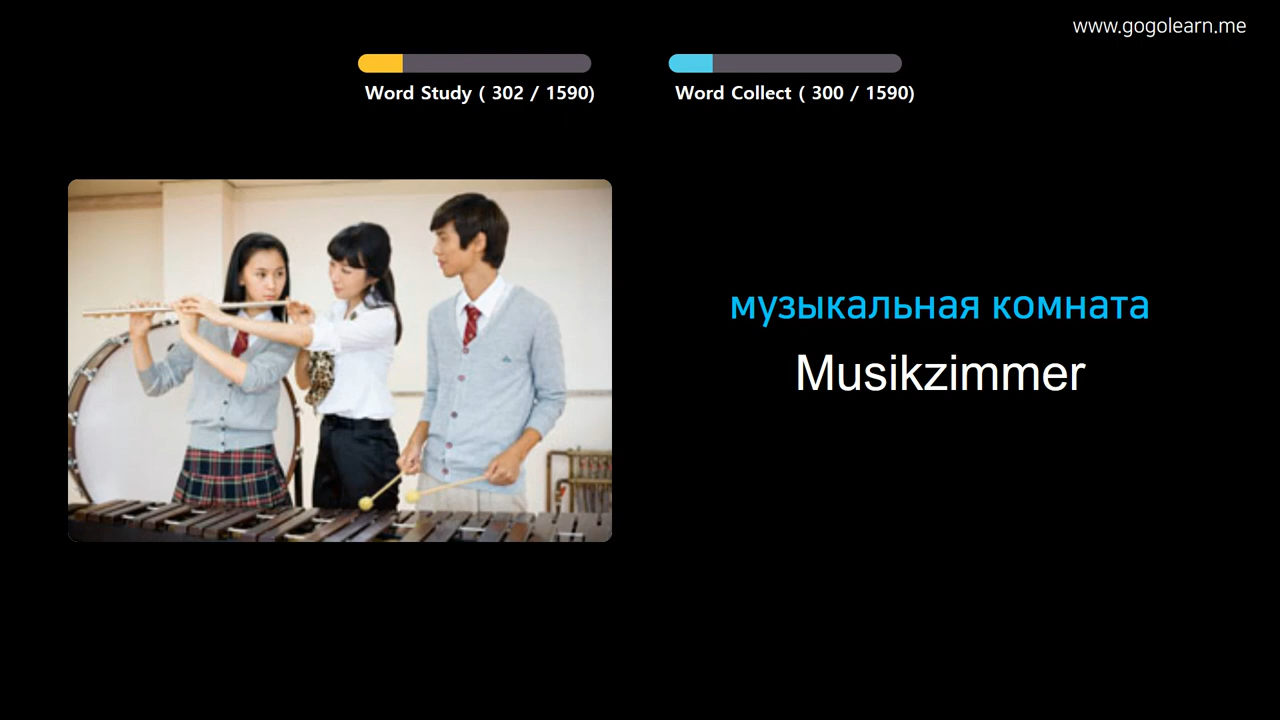 www.gogolearn.me
Word Study ( 302 / 1590)
Word Collect ( 300 / 1590)
музыкальная комната
Musikzimmer